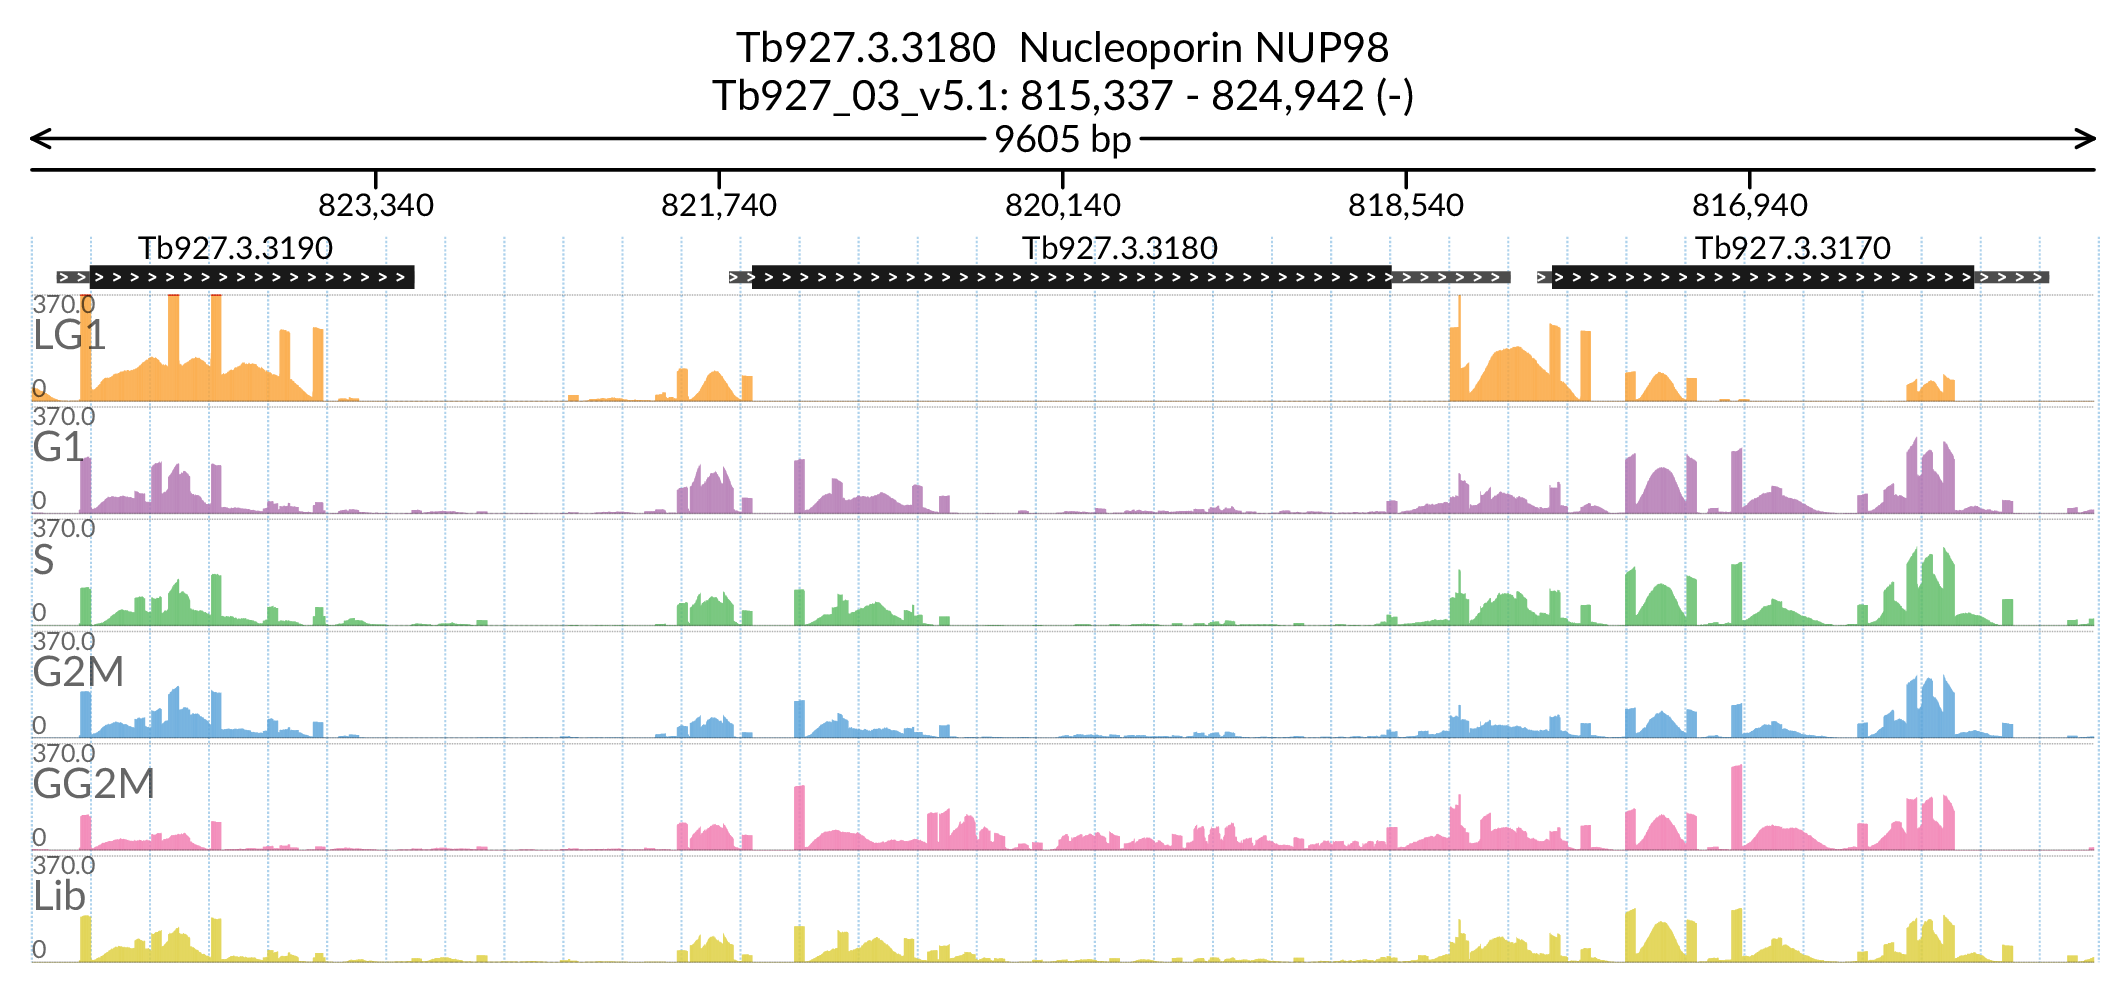 Tb927.3.3180  Nucleoporin NUP98
Tb927_03_v5.1: 815,337 - 824,942 (-)
9605 bp
823,340 821,740 820,140 818,540 816,940
Tb927.3.3190 Tb927.3.3180 Tb927.3.3170
370.0
LG1
0
370.0
G1
0
370.0
S
0
370.0
G2M
0
370.0
GG2M
0
370.0
Lib
0